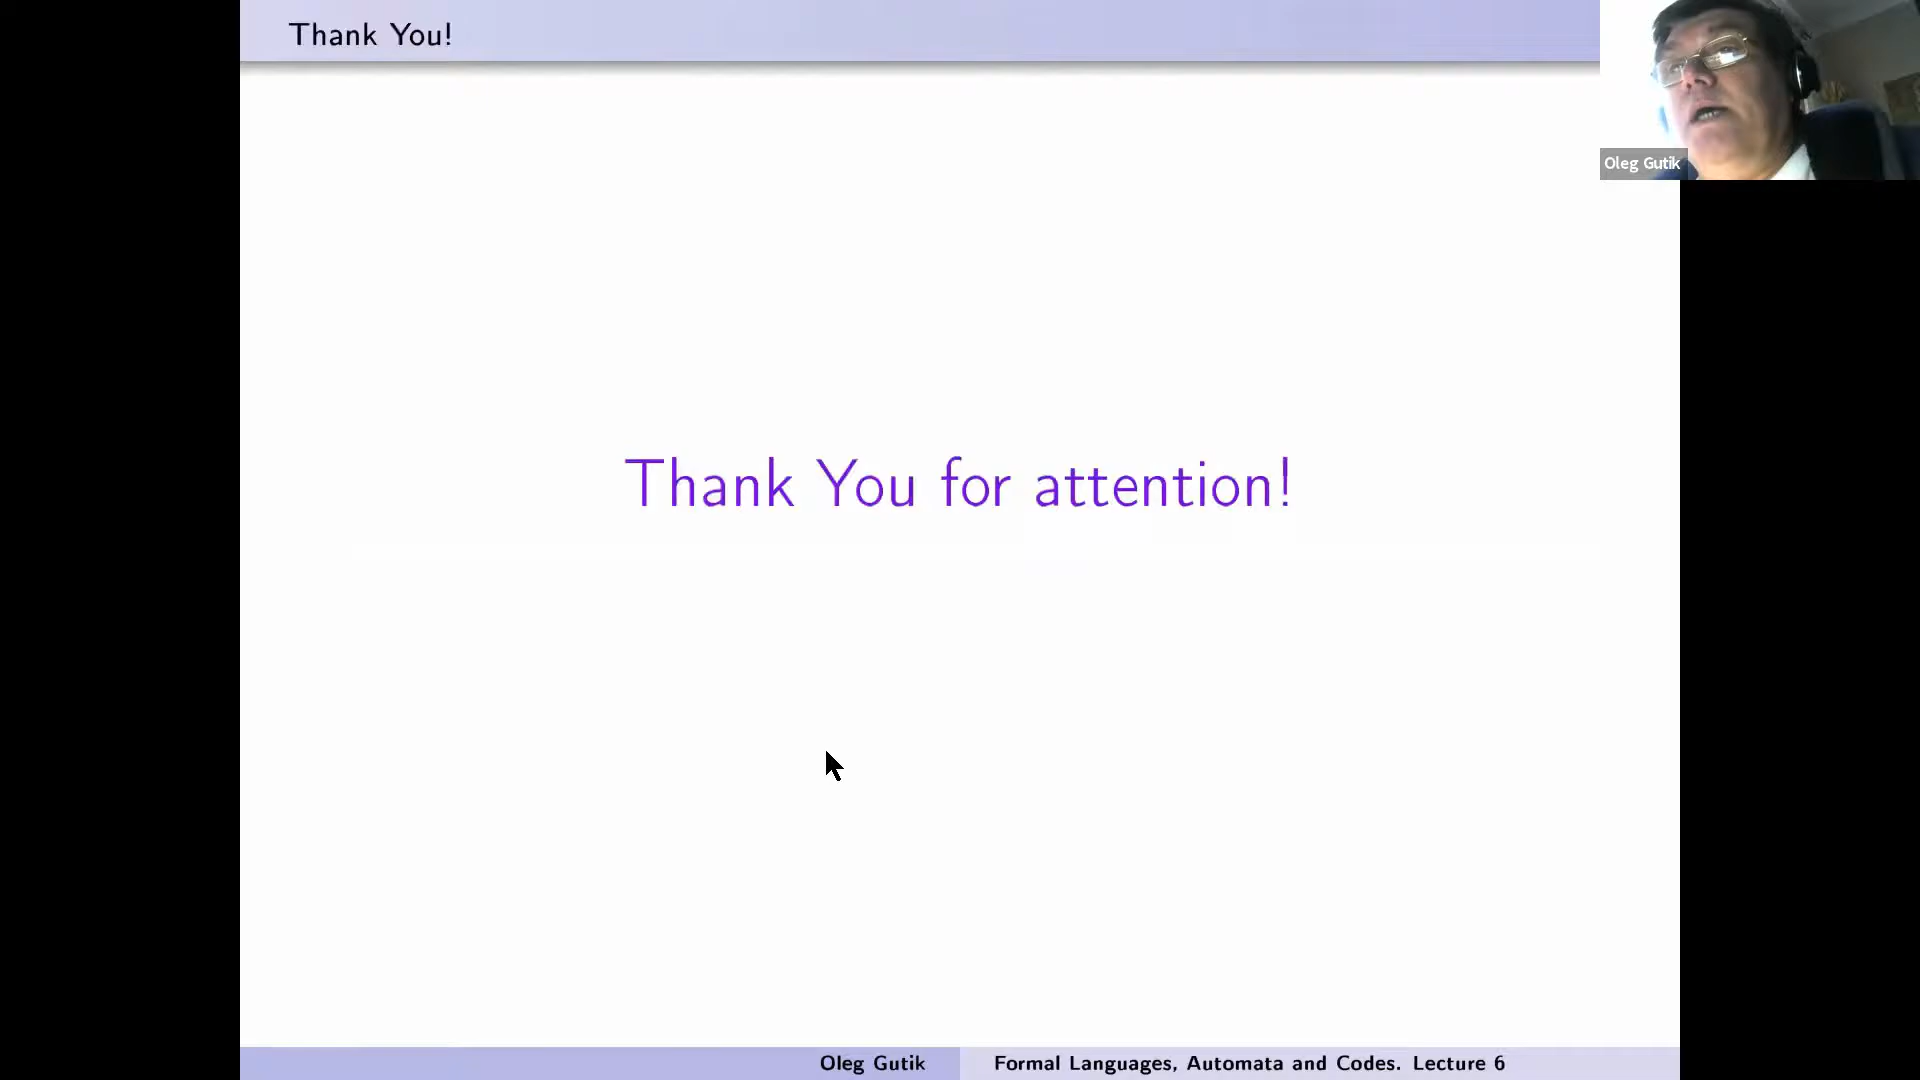 Thank You!
Oleg Gutik
Thank You for attention!
Oleg Gutik
Formal Languages, Automata and Codes. Lecture 6